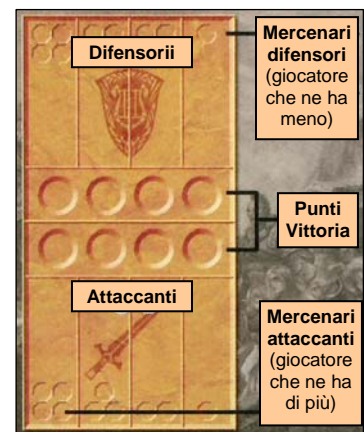 Difensorii
Mercenari
difensori
(giocatore
che ne ha
meno)
Punti
Vittoria
Attaccanti
Mercenari
attaccanti
(giocatore
che ne ha
di più)